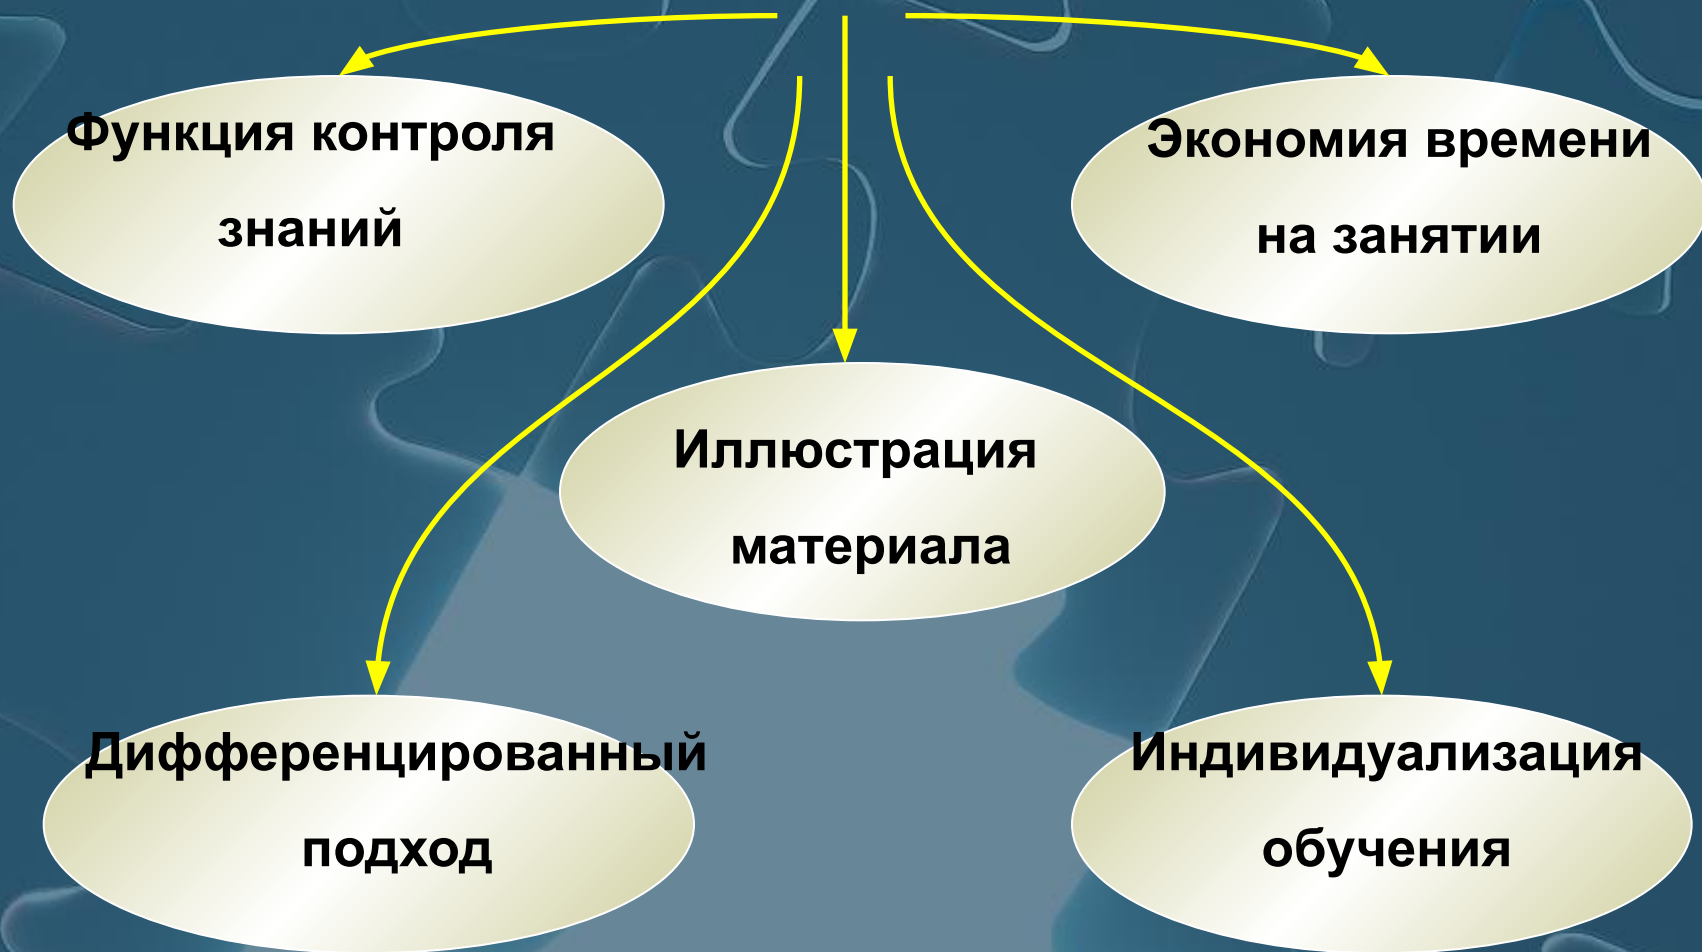 Функция контроля
знаний
Экономия времени
на занятии
Иллюстрация
материала
Дифференцированный
подход
Индивидуализация
обучения